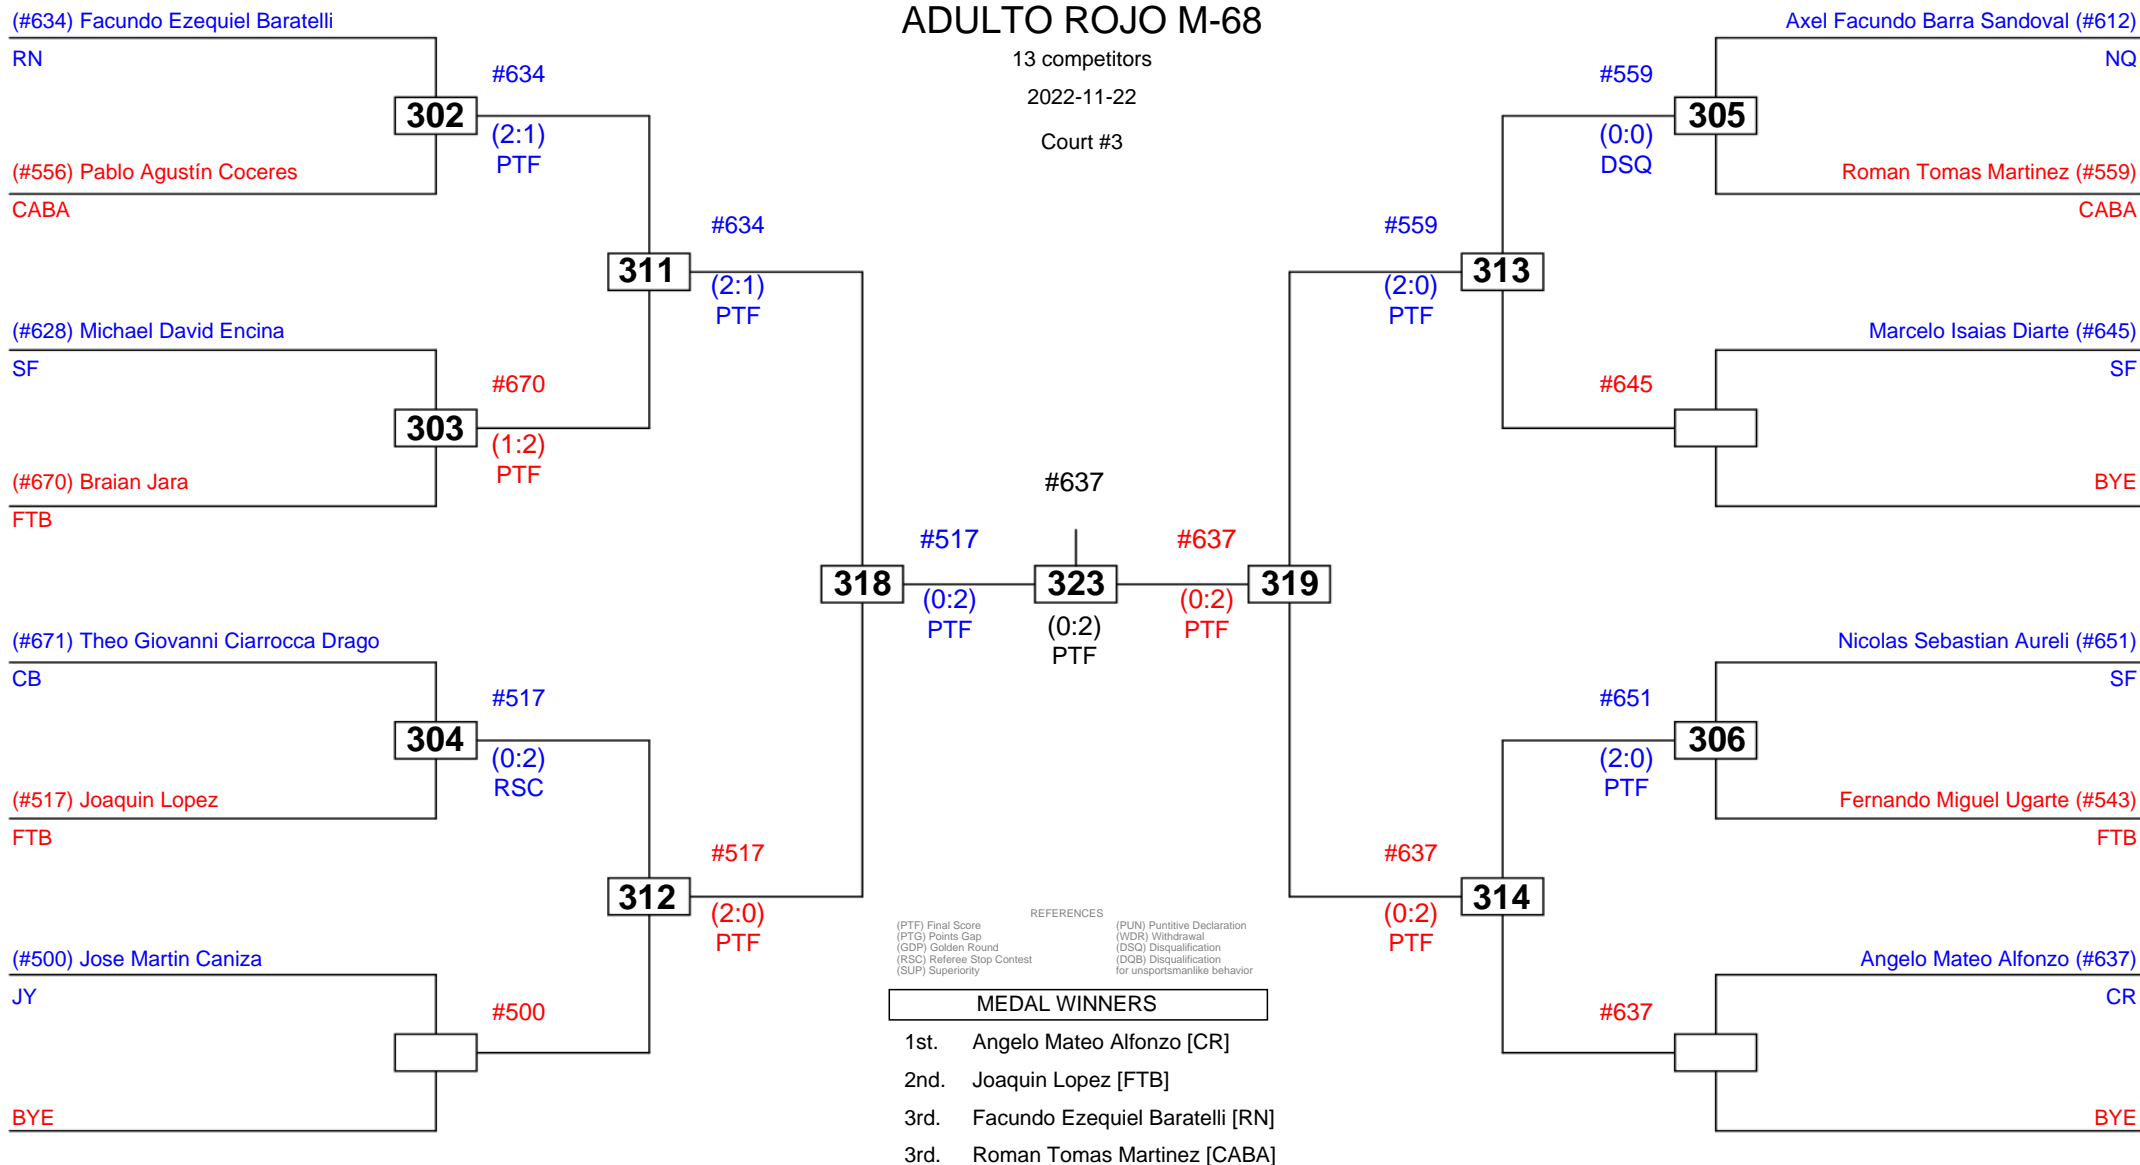 ADULTO ROJO M-68
13 competitors
2022-11-22
Court #3
(#634) Facundo Ezequiel Baratelli
RN
302
#634
(2:1)
PTF
(#556) Pablo Agustín Coceres
CABA
311
#634
(2:1)
PTF
(#628) Michael David Encina
SF
303
#670
(1:2)
PTF
(#670) Braian Jara
FTB
318
#517
(0:2)
PTF
(#671) Theo Giovanni Ciarrocca Drago
CB
304
#517
(0:2)
RSC
(#517) Joaquin Lopez
FTB
312
#517
(2:0)
PTF
(#500) Jose Martin Caniza
JY
#500
BYE
#637
323
(0:2)
PTF
Axel Facundo Barra Sandoval (#612)
NQ
#559
305
(0:0)
DSQ
Roman Tomas Martinez (#559)
CABA
#559
313
(2:0)
PTF
Marcelo Isaias Diarte (#645)
SF
#645
BYE
#637
319
(0:2)
PTF
Nicolas Sebastian Aureli (#651)
SF
#651
306
(2:0)
PTF
Fernando Miguel Ugarte (#543)
FTB
#637
314
(0:2)
PTF
Angelo Mateo Alfonzo (#637)
CR
#637
BYE
REFERENCES
(PTF) Final Score
(PTG) Points Gap
(GDP) Golden Round
(RSC) Referee Stop Contest
(SUP) Superiority
(PUN) Puntitive Declaration
(WDR) Withdrawal
(DSQ) Disqualification
(DQB) Disqualification
for unsportsmanlike behavior
MEDAL WINNERS
1st. Angelo Mateo Alfonzo [CR]
2nd. Joaquin Lopez [FTB]
3rd. Facundo Ezequiel Baratelli [RN]
3rd. Roman Tomas Martinez [CABA]